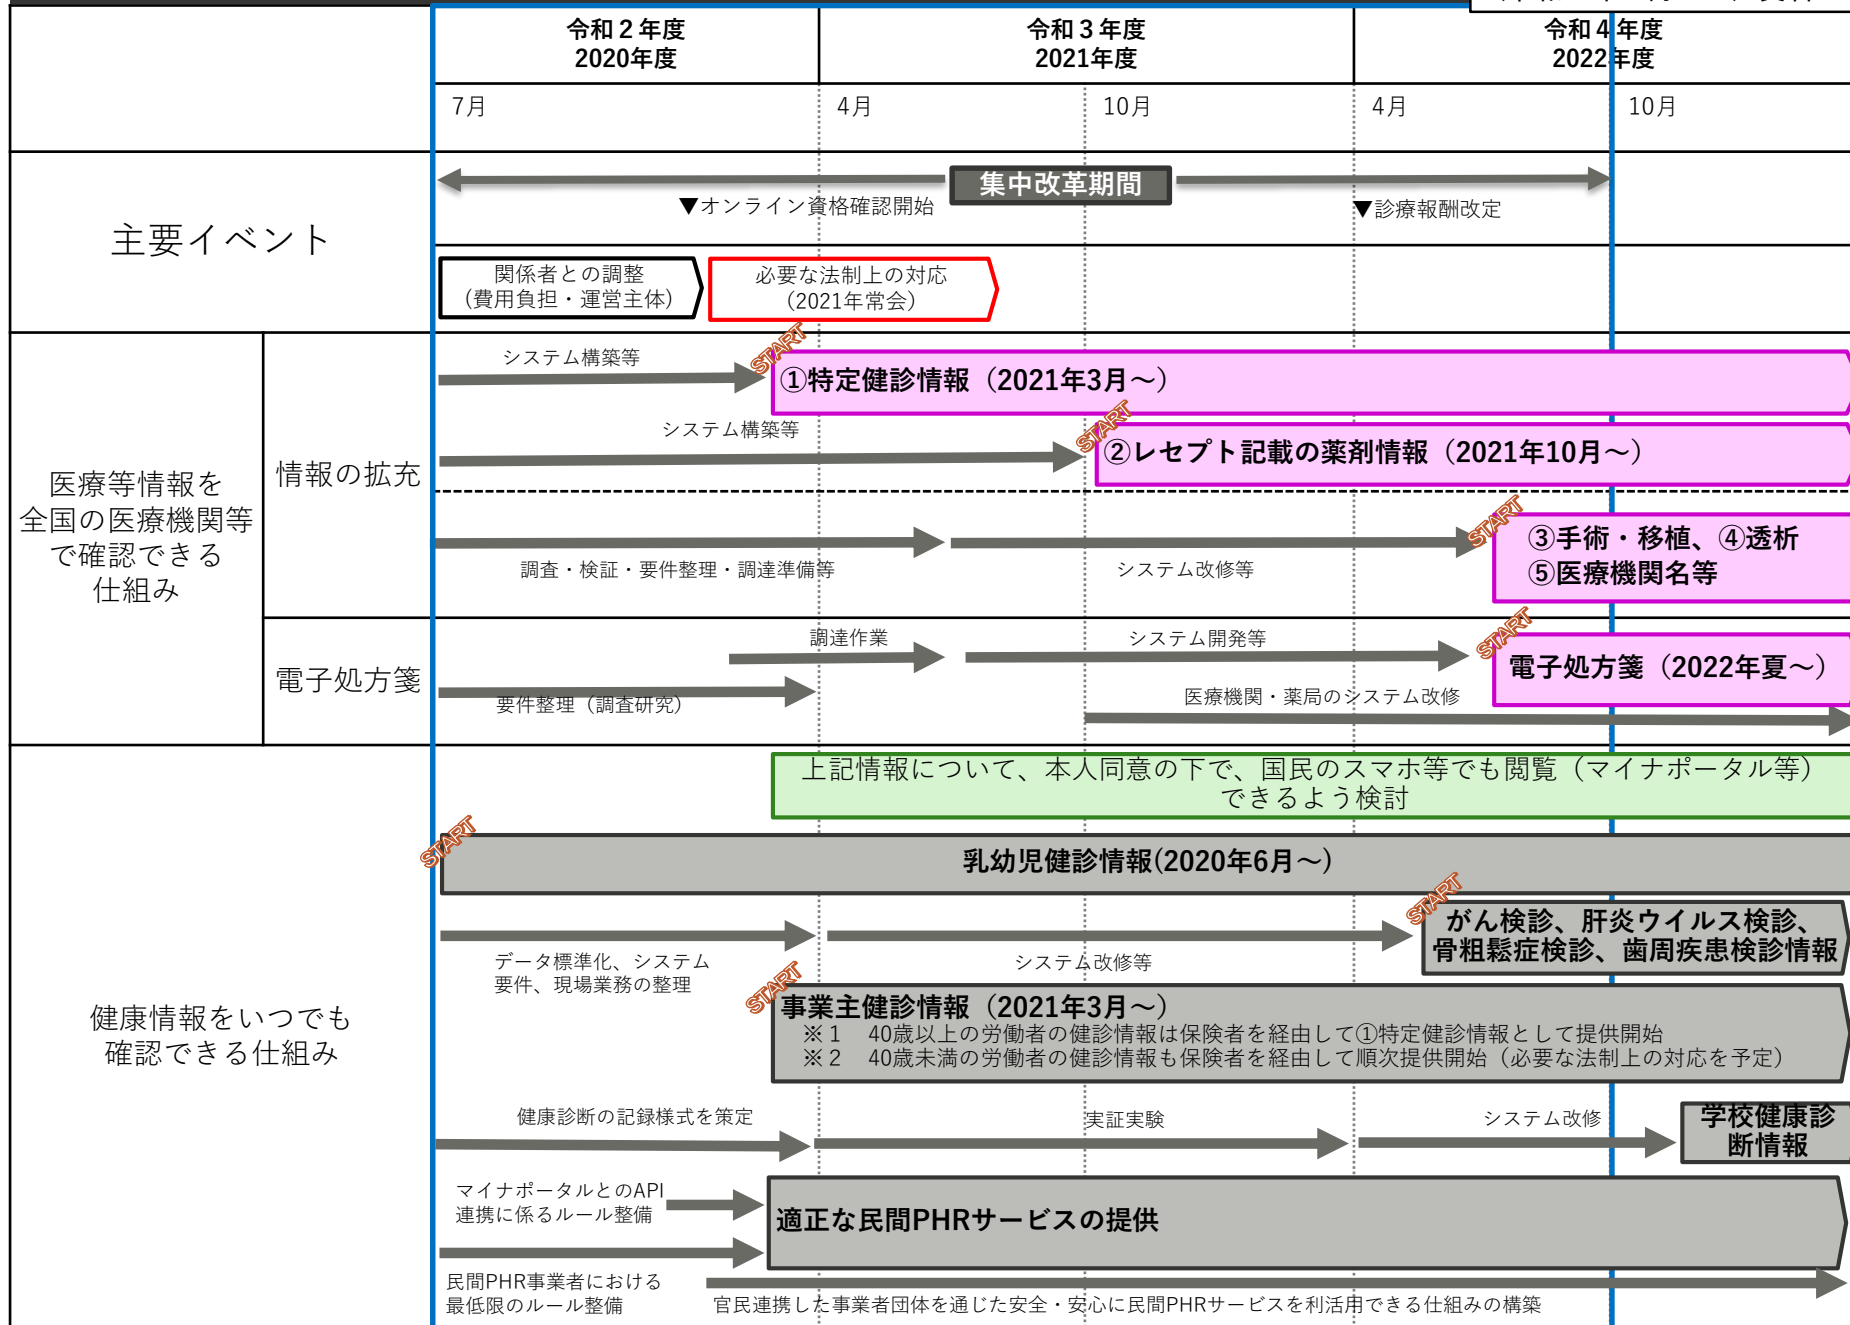 令和２年度
2020年度
令和３年度
2021年度
令和４年度
2022年度
7月
4月
10月
4月
10月
主要イベント
集中改革期間
▼オンライン資格確認開始
▼診療報酬改定
関係者との調整
(費用負担・運営主体)
必要な法制上の対応
（2021年常会）
医療等情報を
全国の医療機関等
で確認できる
仕組み
情報の拡充
システム構築等
START
①特定健診情報（2021年3月～）
システム構築等
START
②レセプト記載の薬剤情報（2021年10月～）
調査・検証・要件整理・調達準備等
システム改修等
START
③手術・移植、④透析
⑤医療機関名等
電子処方箋
調達作業
要件整理（調査研究）
システム開発等
START
電子処方箋（2022年夏～）
医療機関・薬局のシステム改修
健康情報をいつでも
確認できる仕組み
上記情報について、本人同意の下で、国民のスマホ等でも閲覧（マイナポータル等）
できるよう検討
START
乳幼児健診情報(2020年6月～)
データ標準化、システム
要件、現場業務の整理
システム改修等
START
がん検診、肝炎ウイルス検診、
骨粗鬆症検診、歯周疾患検診情報
START
事業主健診情報（2021年3月～）
※１　40歳以上の労働者の健診情報は保険者を経由して①特定健診情報として提供開始
※２　40歳未満の労働者の健診情報も保険者を経由して順次提供開始（必要な法制上の対応を予定）
健康診断の記録様式を策定
実証実験
システム改修
学校健康診
断情報
マイナポータルとのAPI
連携に係るルール整備
適正な民間PHRサービスの提供
民間PHR事業者における
最低限のルール整備
官民連携した事業者団体を通じた安全・安心に民間PHRサービスを利活用できる仕組みの構築